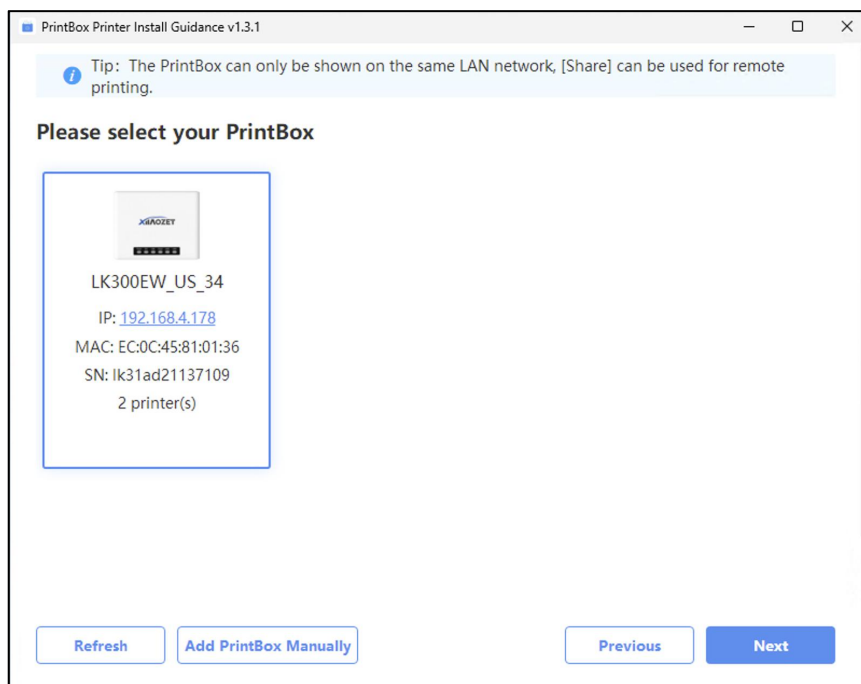 PrintBox Printer Install Guidance v1.3.1
Tip: The PrintBox can only be shown on the same LAN network, [Share] can be used for remote
printing.
Please select your PrintBox
XIIAOZET
LK300EW_US_34
IP: 192.168.4.178
MAC: EC:0C:45:81:01:36
SN: lk31ad21137109
2 printer(s)
Refresh
Add PrintBox Manually
Previous
Next